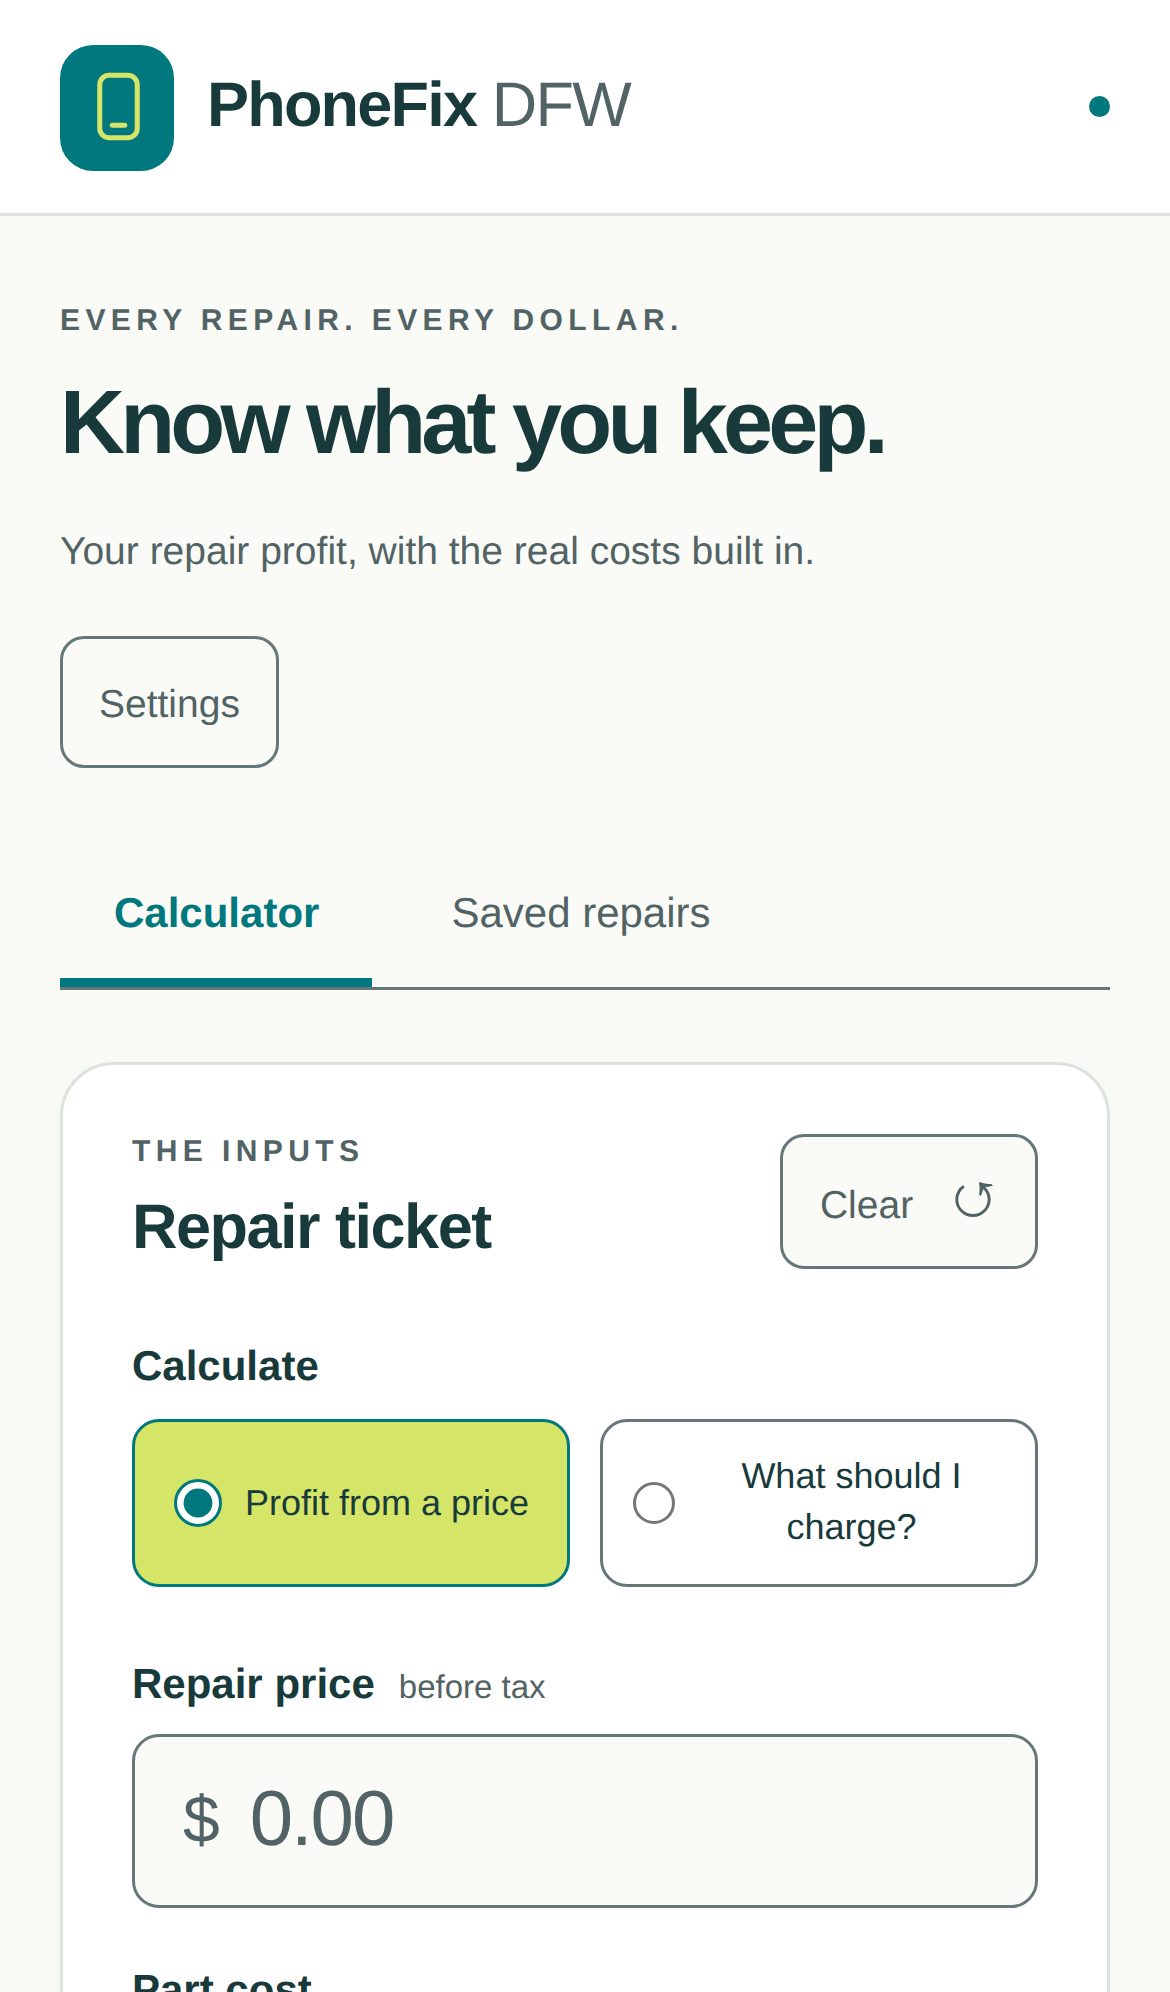 PhoneFix DFW
EVERY REPAIR. EVERY DOLLAR.
Know what you keep.
Your repair profit, with the real costs built in.
Settings
Calculator
Saved repairs
THE INPUTS
Repair ticket
Clear
Calculate
Profit from a price
What should I
charge?
Repair price before tax
$ 0.00
Part cost